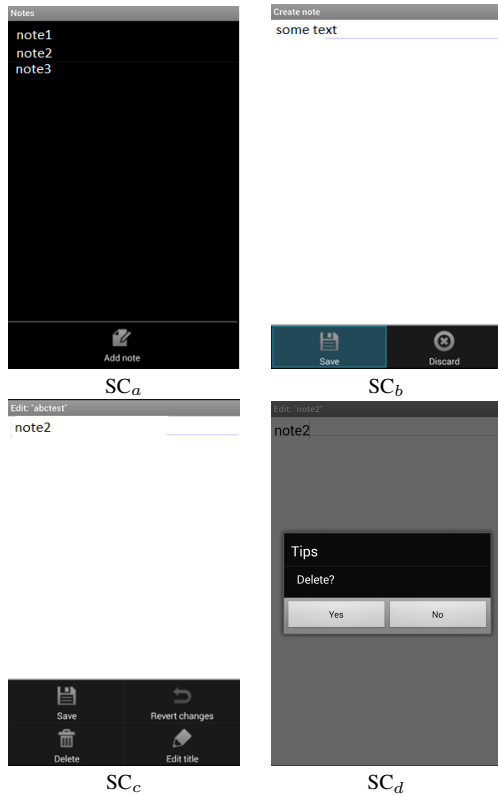 Notes
note1
note2
note3
Add note
SCa
Create note
some text
Save
Discard
SCb
Edit: "abctest"
note2
Save
Revert changes
Delete
Edit title
SCc
Edit: "note2"
note2
Tips
Delete?
Yes
No
SCd